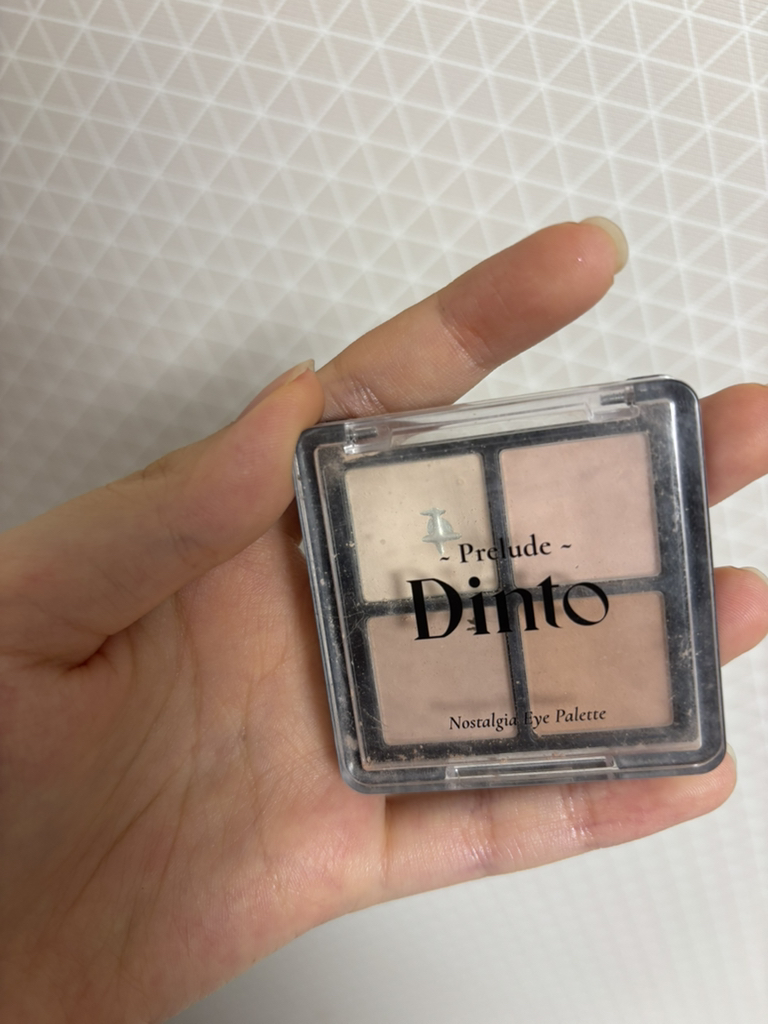 ~ Prelude ~
Dinto
Nostalgia Eye Palette